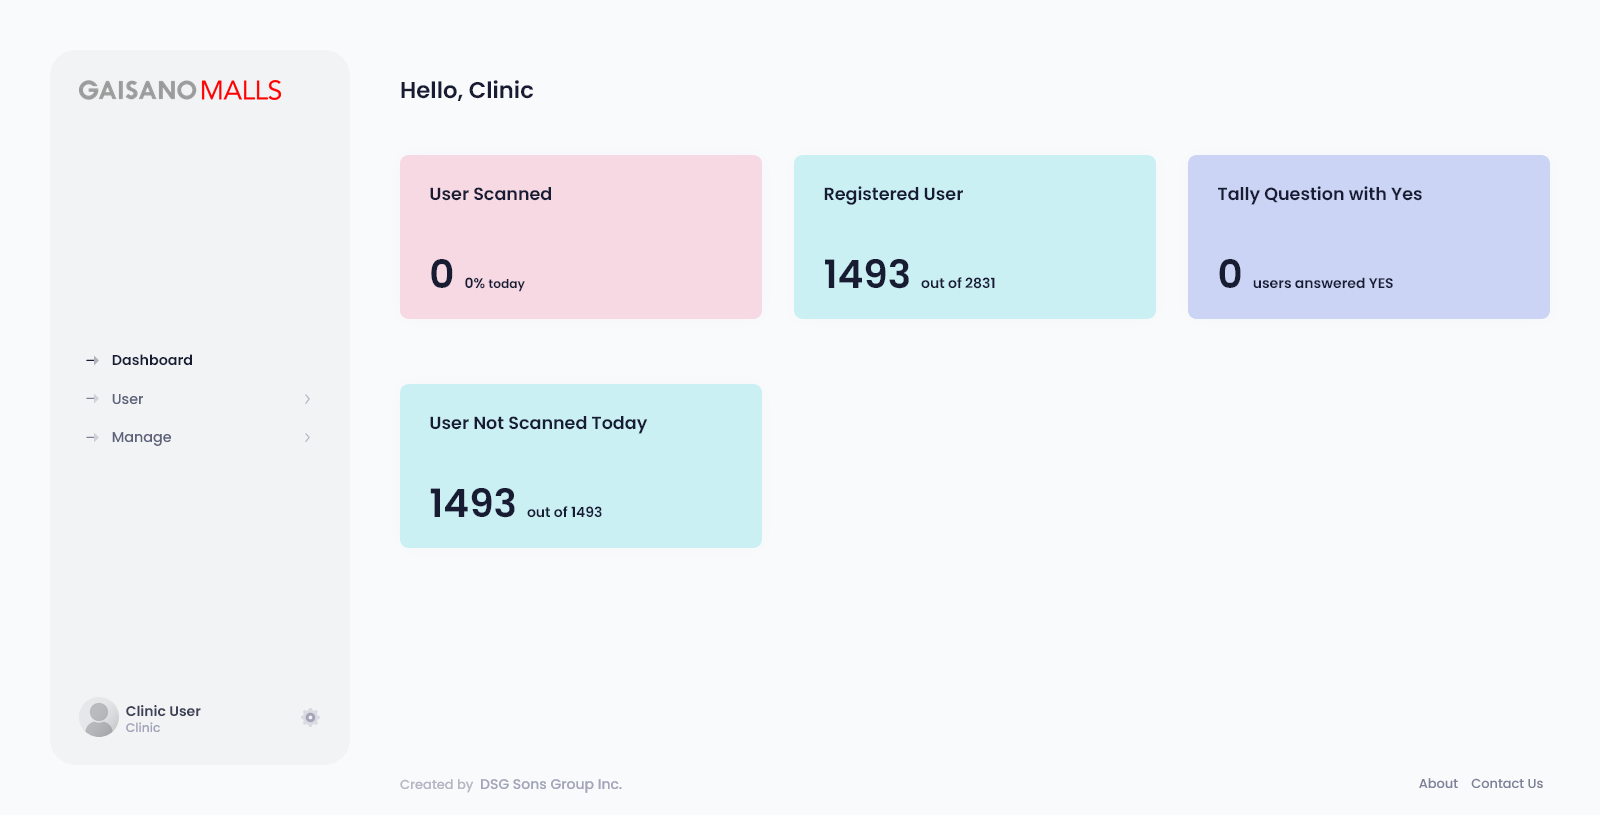 GAISANO MALLS
Dashboard
User
Manage
Clinic User
Clinic
Hello, Clinic
User Scanned
0 0% today
Registered User
1493 out of 2831
Tally Question with Yes
0 users answered YES
User Not Scanned Today
1493 out of 1493
Created by DSG Sons Group Inc.
About Contact Us